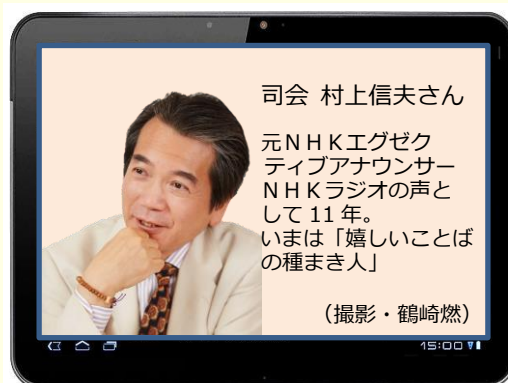 司会 村上信夫さん
元ＮＨＫエグゼク
ティブアナウンサー
ＮＨＫラジオの声と
して11年。
いまは「嬉しいことば
の種まき人」
（撮影・鶴崎燃）
15:00